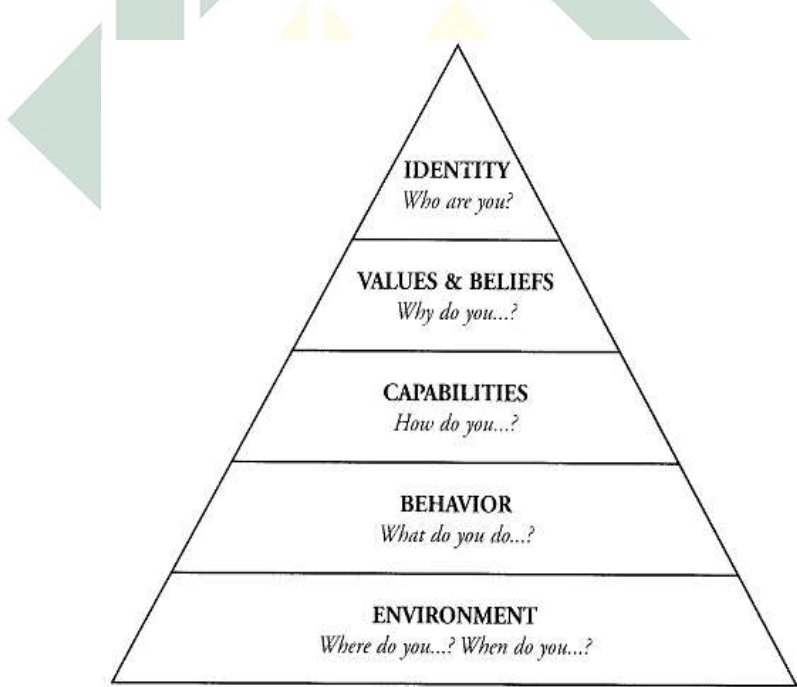 IDENTITY
Who are you?
VALUES & BELIEFS
Why do you...?
CAPABILITIES
How do you...?
BEHAVIOR
What do you do...?
ENVIRONMENT
Where do you...? When do you...?